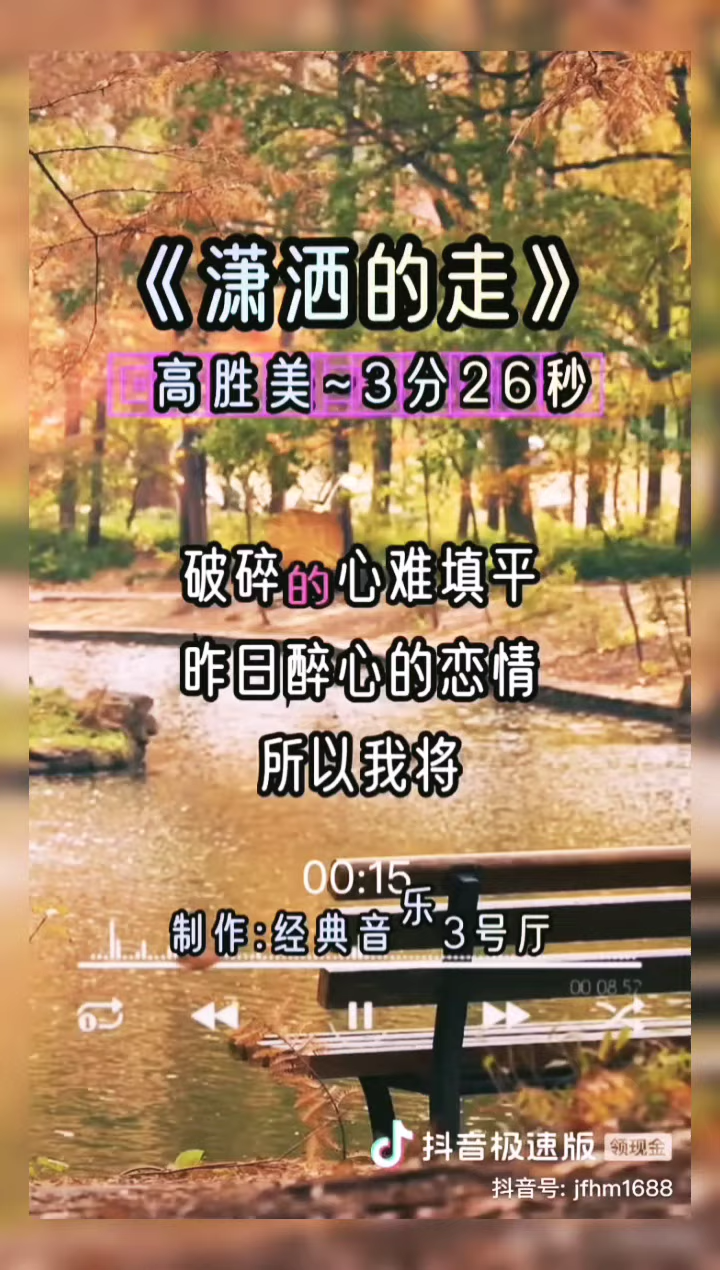 《潇洒的走》
高胜美~3分26秒
破碎的心难填平
昨日醉心的恋情
所以我将
00:15
制作:经典音乐3号厅
00:08.52
1
抖音极速版 领现金
抖音号: jfhm1688